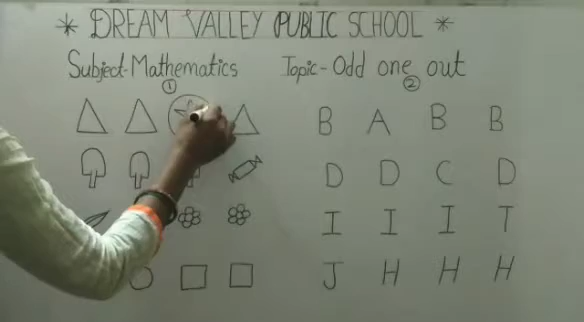 * DREAM VALLEY PUBLIC SCHOOL *
Subject-Mathematics Topic-Odd one out
① ②
B A B B
D D C D
I I I T
J H H H